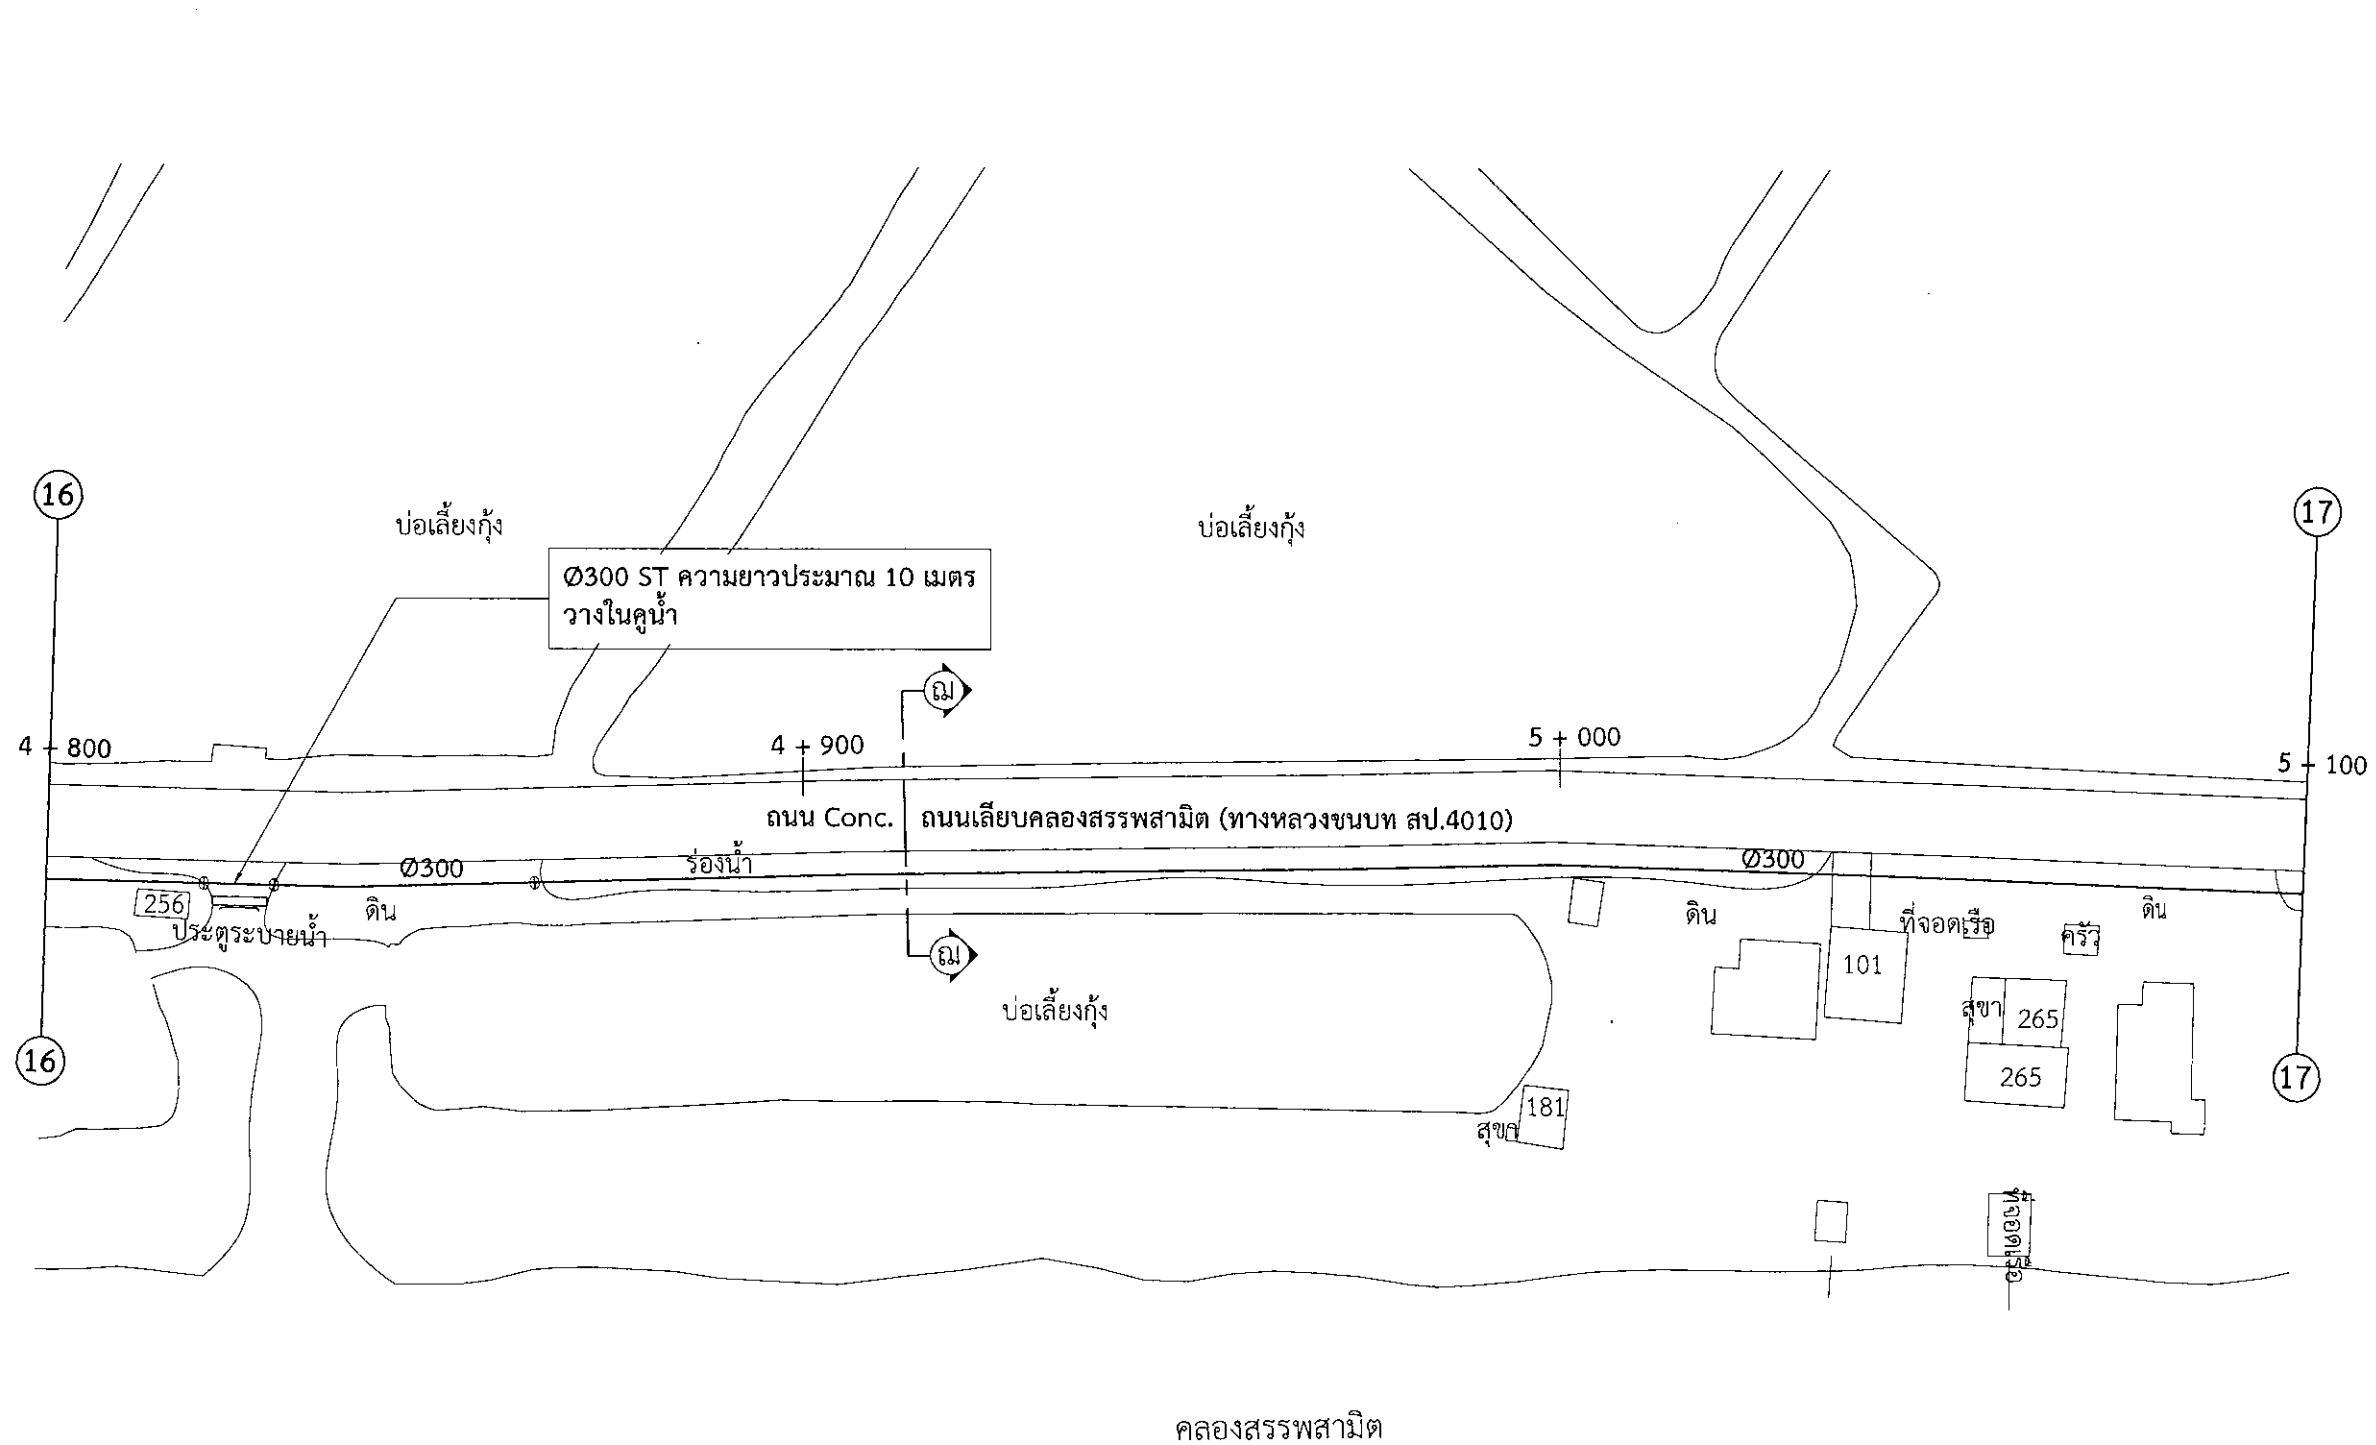 16
17
บ่อเลี้ยงกุ้ง
บ่อเลี้ยงกุ้ง
Ø300 ST ความยาวประมาณ 10 เมตร
วางในคูน้ำ
ฌ
4 + 800
4 + 900
5 + 000
5 + 100
ถนน Conc.
ถนนเลียบคลองสรรพสามิต (ทางหลวงชนบท สป.4010)
Ø300
ร่องน้ำ
Ø300
256
ดิน
ประตูระบายน้ำ
ดิน
ที่จอดเรือ
ครัว
ดิน
ฌ
101
บ่อเลี้ยงกุ้ง
สุขา
265
265
16
17
181
สุขา
ที่จอดเรือ
คลองสรรพสามิต